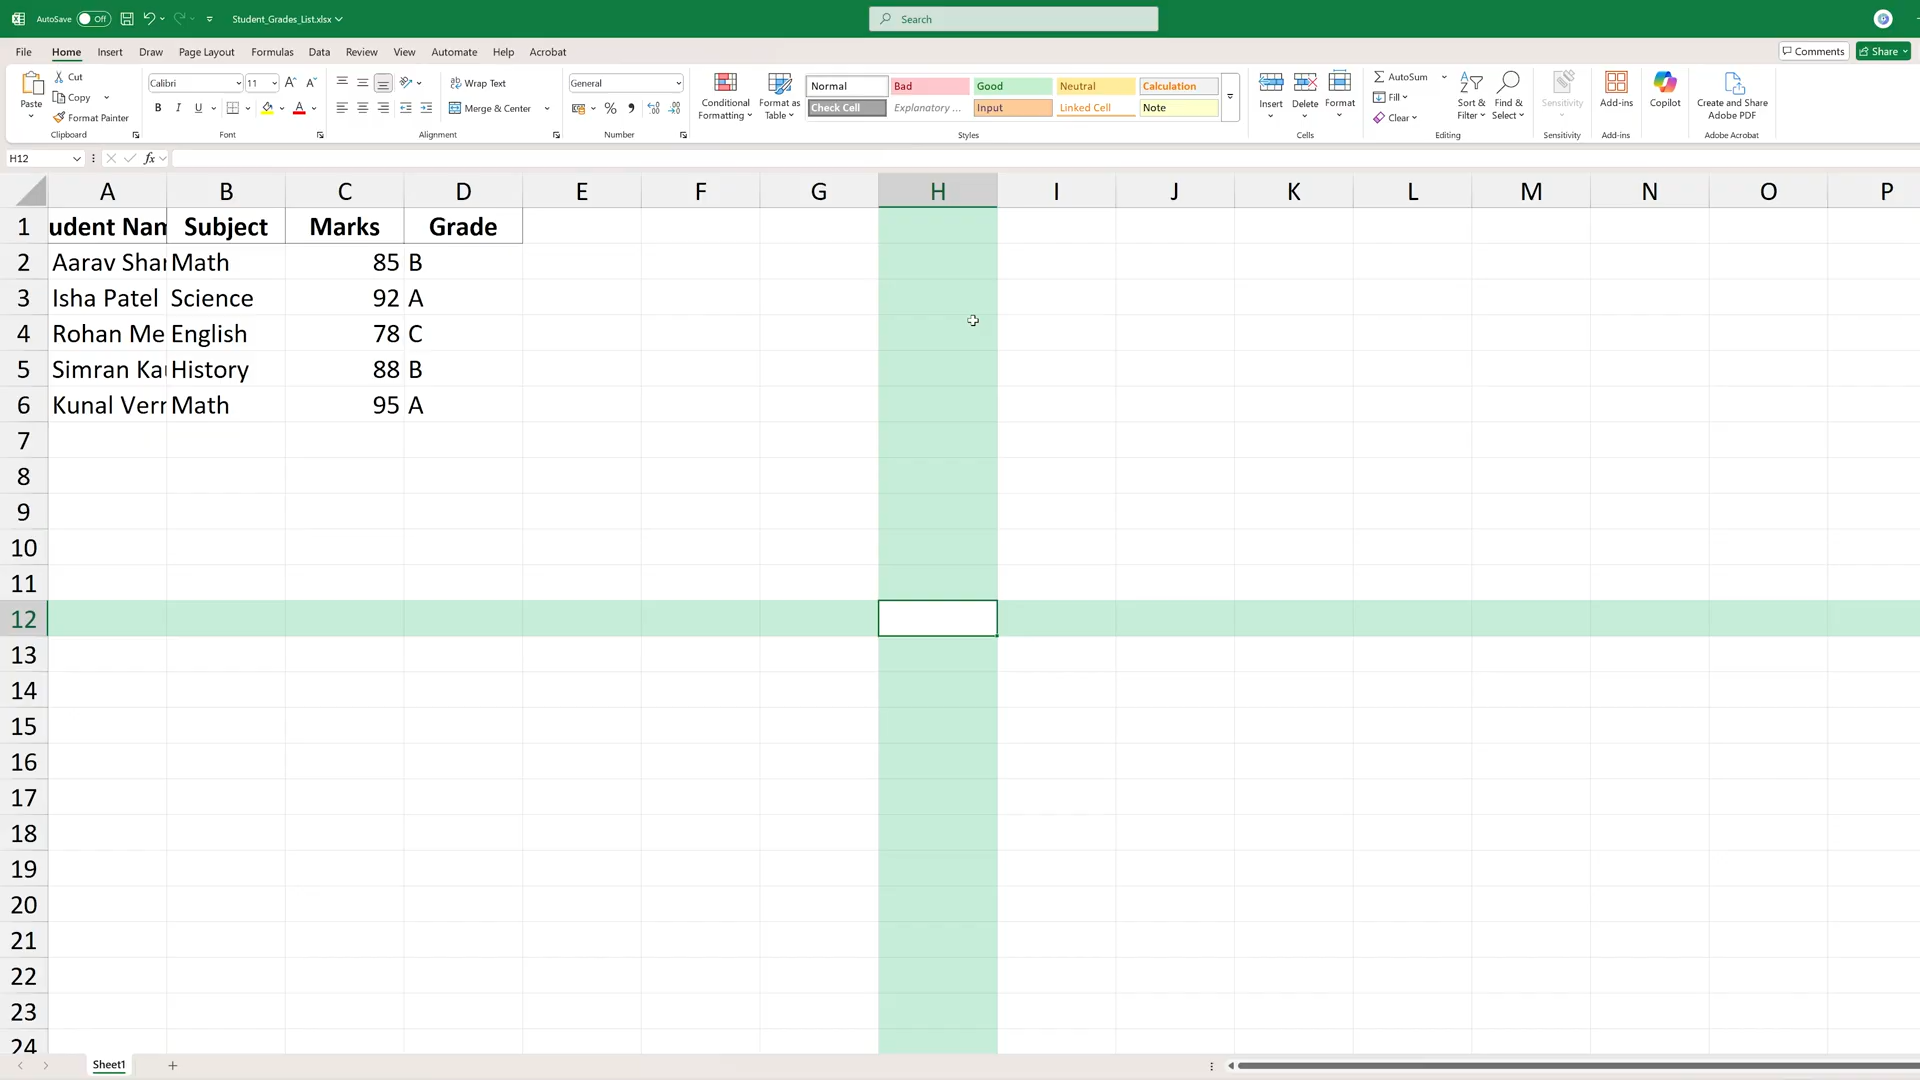 AutoSave Off Student_Grades_List.xlsx Search
File Home Insert Draw Page Layout Formulas Data Review View Automate Help Acrobat Comments Share
Paste Cut Copy Format Painter Clipboard
Calibri 11 B I U Font
Wrap Text Merge & Center Alignment
General % Number
Conditional Formatting Format as Table
Normal Bad Good Neutral Calculation
Check Cell Explanatory ... Input Linked Cell Note
Styles
Insert Delete Format Cells
AutoSum Fill Clear Sort & Filter Find & Select Editing
Sensitivity Sensitivity
Add-ins Add-ins
Copilot
Create and Share Adobe PDF Adobe Acrobat
H12 fx
A B C D E F G H I J K L M N O P
1 udent Nan Subject Marks Grade
2 Aarav Shar Math 85 B
3 Isha Patel Science 92 A
4 Rohan Me English 78 C
5 Simran Kau History 88 B
6 Kunal Verr Math 95 A
7
8
9
10
11
12
13
14
15
16
17
18
19
20
21
22
23
24
Sheet1